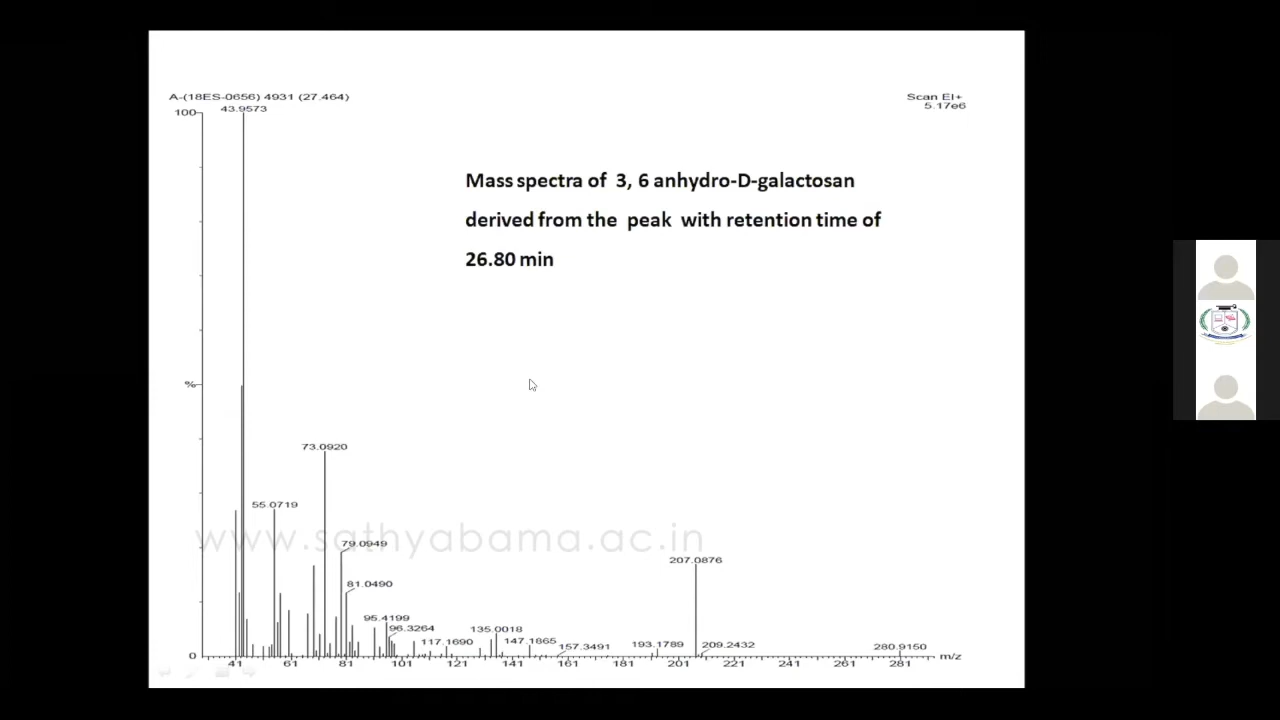 A-(18ES-0656) 4931 (27.464)
Scan EI+
5.17e6
43.9573
100
Mass spectra of 3, 6 anhydro-D-galactosan
derived from the peak with retention time of
26.80 min
%
73.0920
55.0719
www.sathyabama.ac.in
79.0949
207.0876
81.0490
95.4199
96.3264
135.0018
117.1690
147.1865
157.3491
193.1789
209.2432
280.9150
0
m/z
41 61 81 101 121 141 161 181 201 221 241 261 281